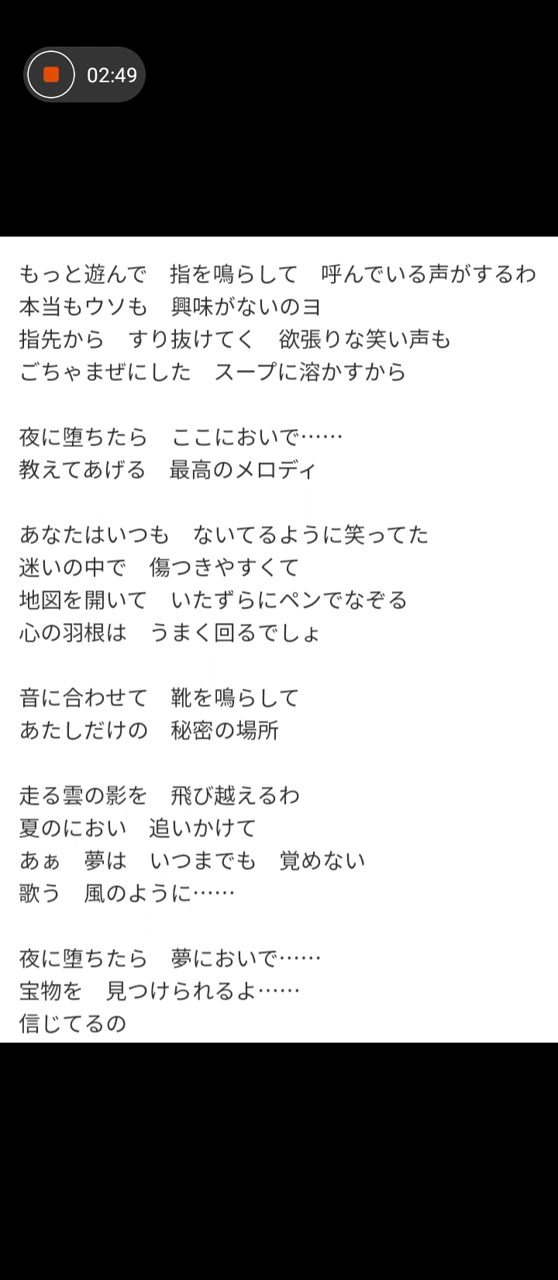 02:49
もっと遊んで　指を鳴らして　呼んでいる声がするわ
本当もウソも　興味がないのヨ
指先から　すり抜けてく　欲張りな笑い声も
ごちゃまぜにした　スープに溶かすから
夜に堕ちたら　ここにおいで……
教えてあげる　最高のメロディ
あなたはいつも　ないてるように笑ってた
迷いの中で　傷つきやすくて
地図を開いて　いたずらにペンでなぞる
心の羽根は　うまく回るでしょ
音に合わせて　靴を鳴らして
あたしだけの　秘密の場所
走る雲の影を　飛び越えるわ
夏のにおい　追いかけて
あぁ　夢は　いつまでも　覚めない
歌う　風のように……
夜に堕ちたら　夢においで……
宝物を　見つけられるよ……
信じてるの